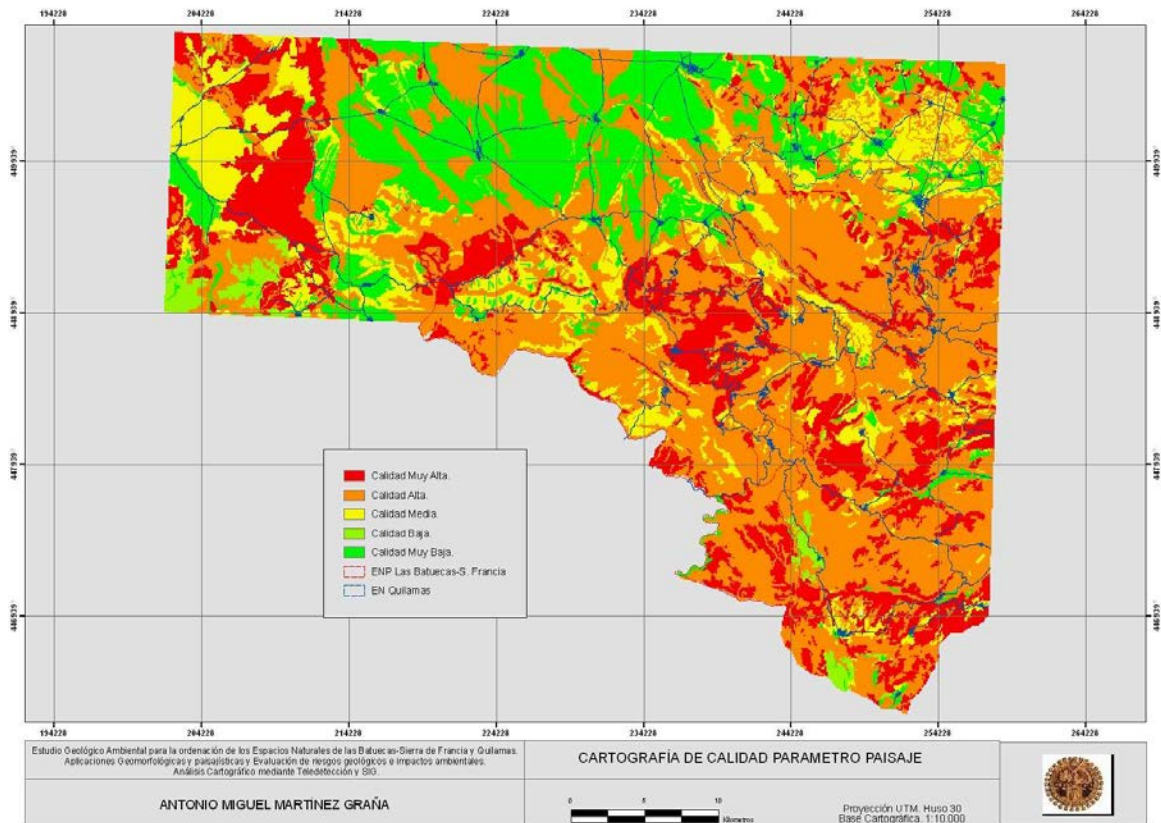 194228 204228 214228 224228 234228 244228 254228 264228
Calidad Muy Alta.
Calidad Alta.
Calidad Media.
Calidad Baja.
Calidad Muy Baja.
ENP Las Batuecas-S. Francia
EN Quilamas
194228 204228 214228 224228 234228 244228 254228 264228
Estudio Geológico Ambiental para la ordenación de los Espacios Naturales de las Batuecas-Sierra de Francia y Quilamas.
Aplicaciones Geomorfológicas y paisajísticas y Evaluación de riesgos geológicos e impactos ambientales.
Análisis Cartográfico mediante Teledetección y SIG.
ANTONIO MIGUEL MARTÍNEZ GRAÑA
CARTOGRAFÍA DE CALIDAD PARAMETRO PAISAJE
0 5 10
Kilometros
Proyección UTM. Huso 30
Base Cartográfica. 1:10.000